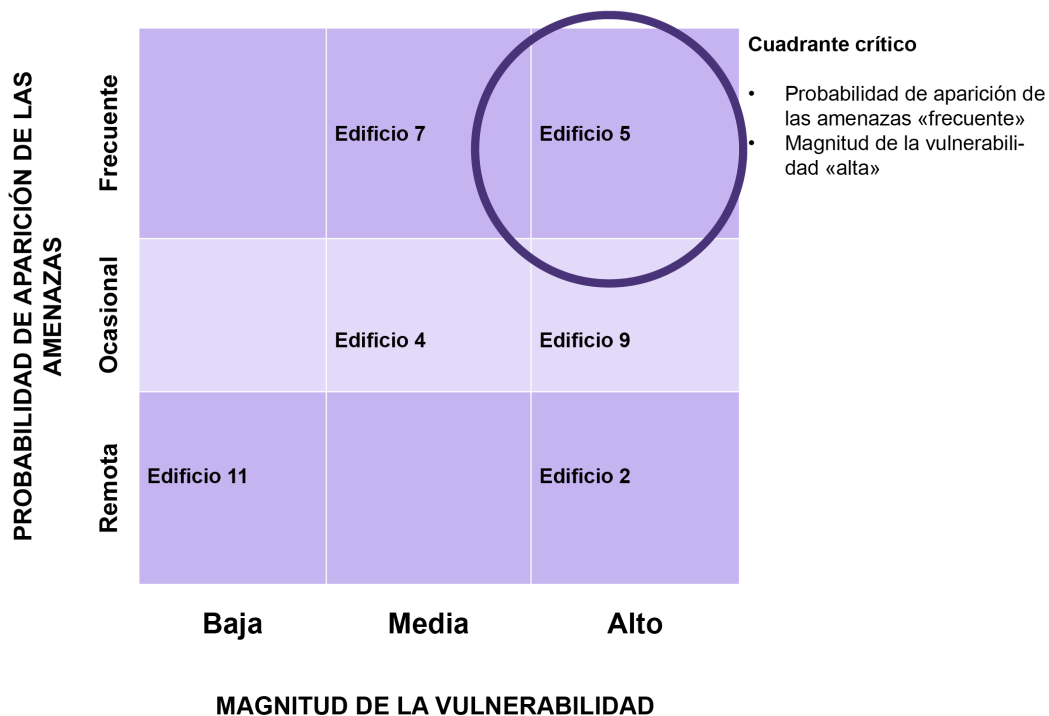 PROBABILIDAD DE APARICIÓN DE LAS
AMENAZAS
Frecuente
Ocasional
Remota
Edificio 7
Edificio 5
Edificio 4
Edificio 9
Edificio 11
Edificio 2
Baja
Media
Alto
MAGNITUD DE LA VULNERABILIDAD
Cuadrante crítico
• Probabilidad de aparición de
las amenazas «frecuente»
• Magnitud de la vulnerabili-
dad «alta»